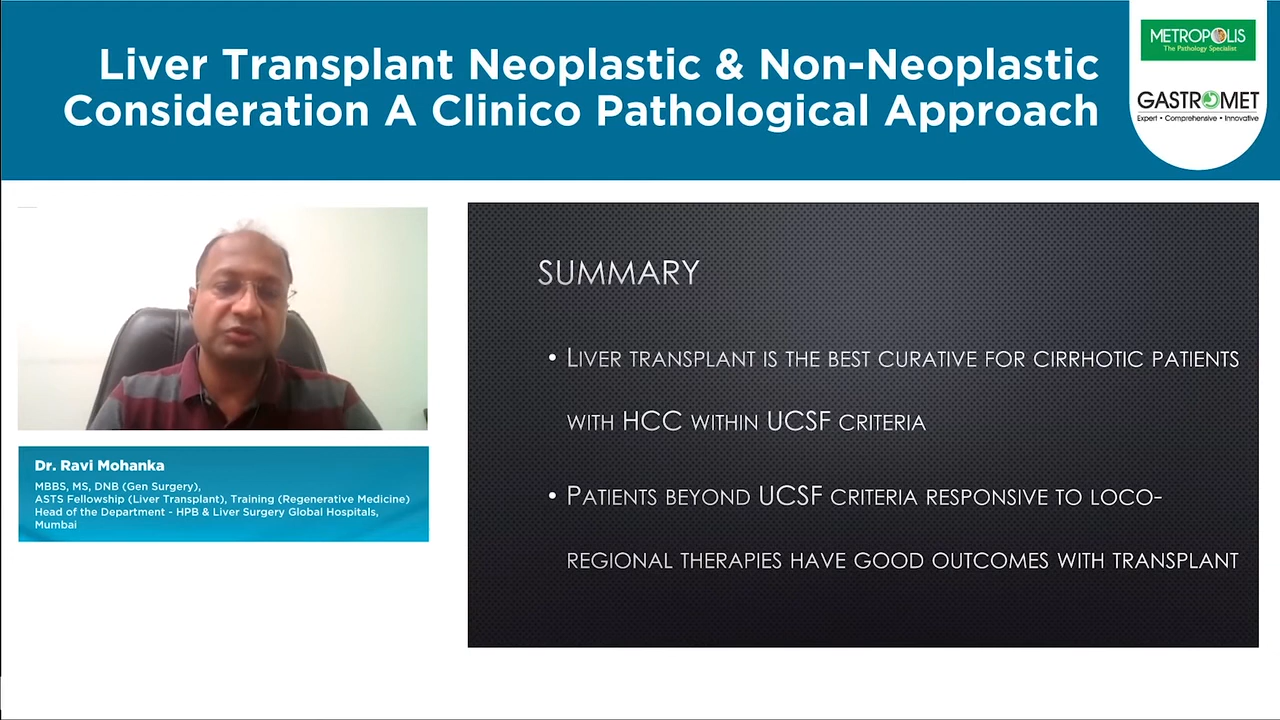 Liver Transplant Neoplastic & Non-Neoplastic
Consideration A Clinico Pathological Approach
METROPOLIS
The Pathology Specialist
GASTROMET
Expert • Comprehensive • Innovative
Dr. Ravi Mohanka
MBBS, MS, DNB (Gen Surgery),
ASTS Fellowship (Liver Transplant), Training (Regenerative Medicine)
Head of the Department - HPB & Liver Surgery Global Hospitals,
Mumbai
SUMMARY
• LIVER TRANSPLANT IS THE BEST CURATIVE FOR CIRRHOTIC PATIENTS
WITH HCC WITHIN UCSF CRITERIA
• PATIENTS BEYOND UCSF CRITERIA RESPONSIVE TO LOCO-
REGIONAL THERAPIES HAVE GOOD OUTCOMES WITH TRANSPLANT